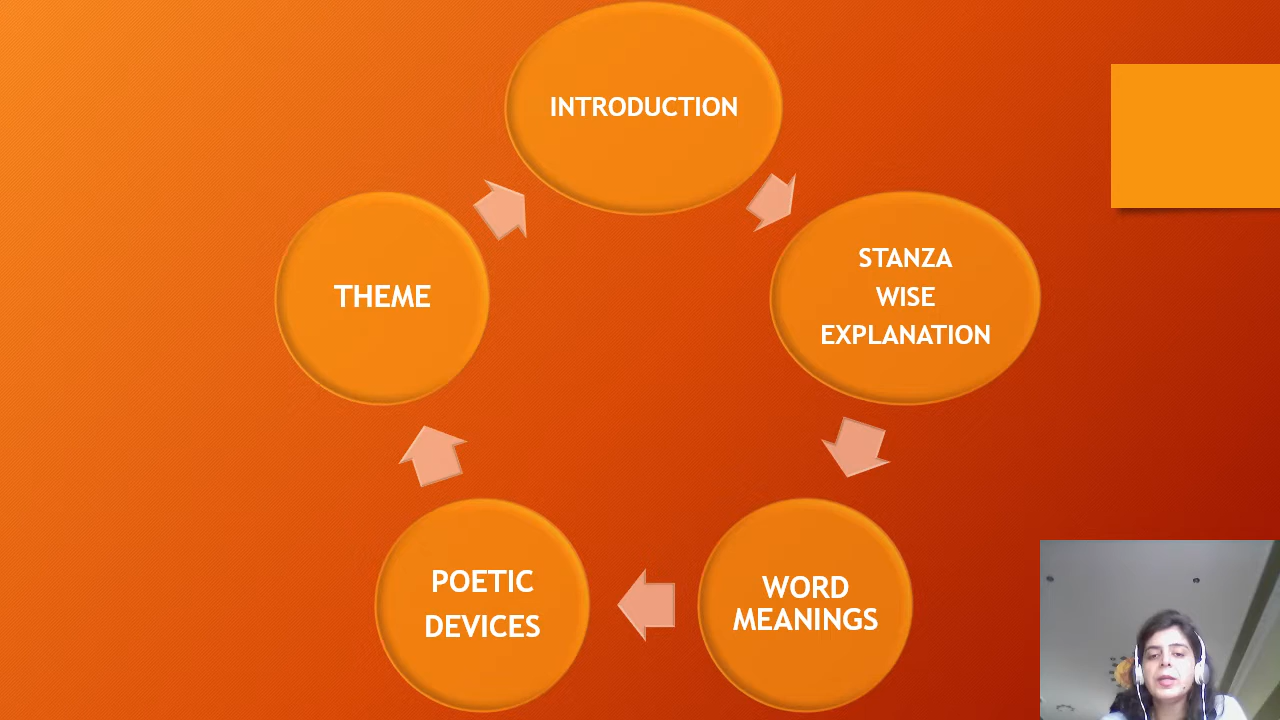 INTRODUCTION
STANZA
WISE
EXPLANATION
WORD
MEANINGS
POETIC
DEVICES
THEME